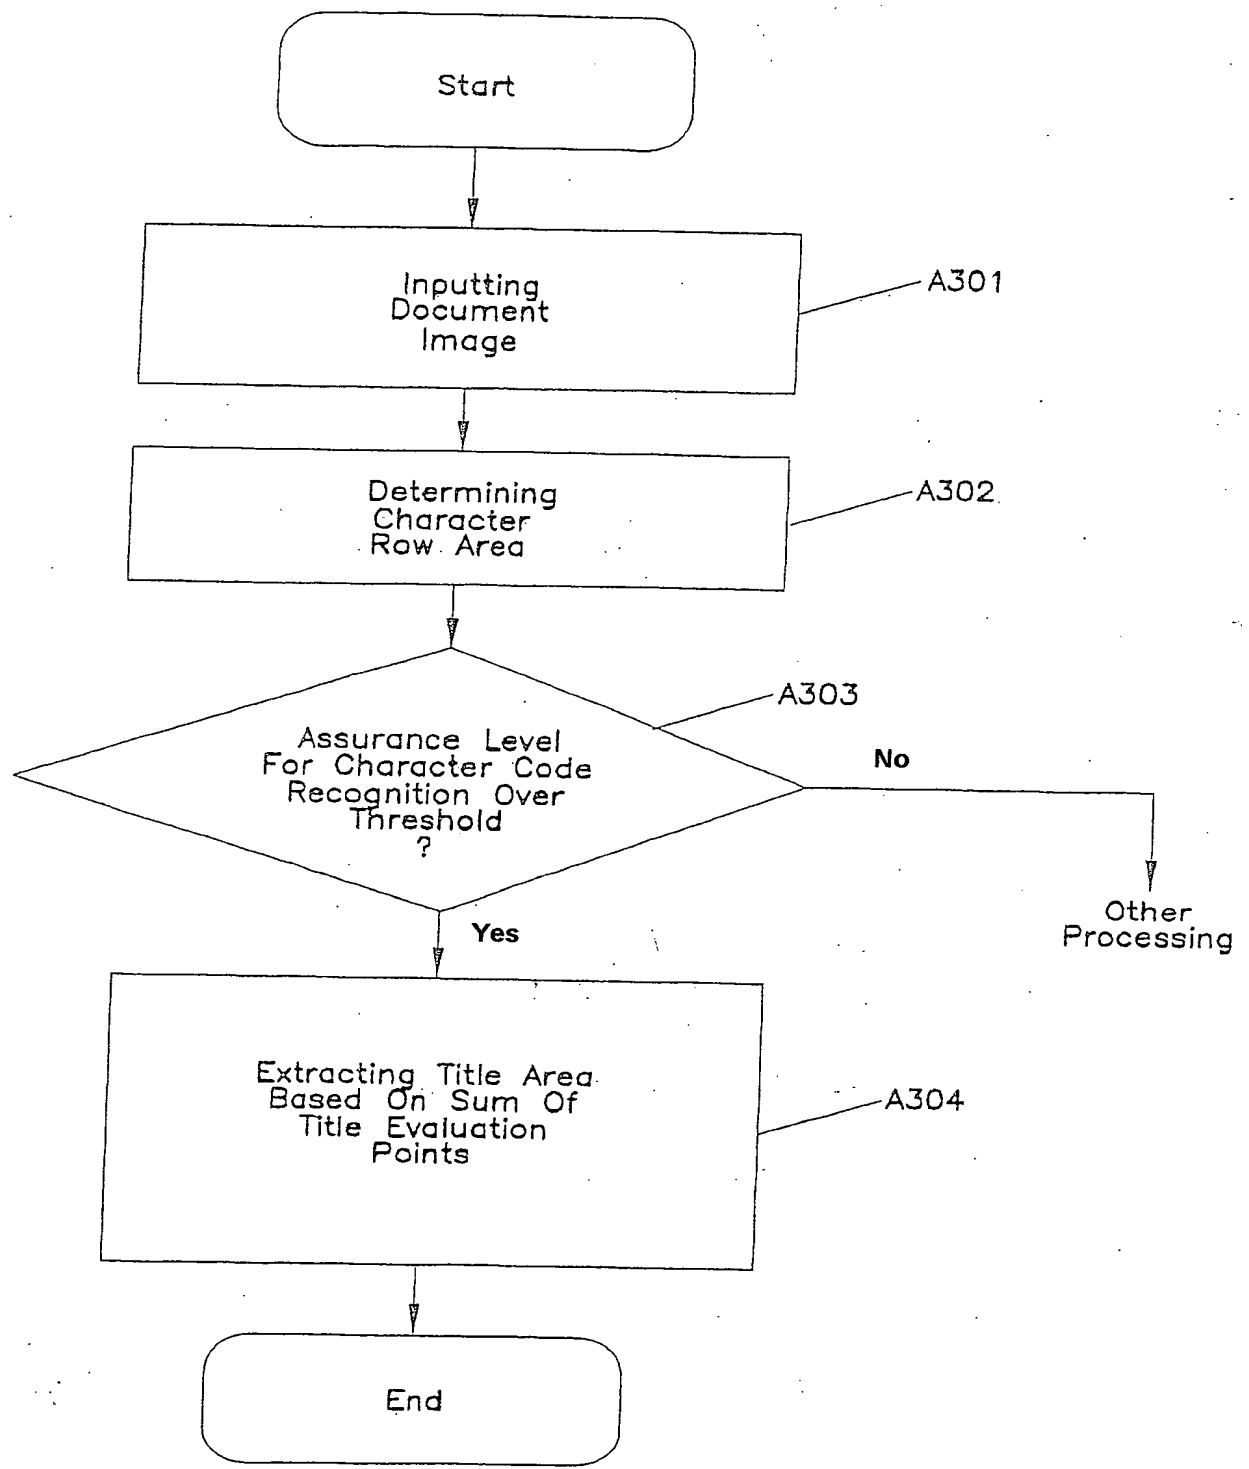 Start
Inputting
Document
Image
A301
Determining
Character
Row Area
A302
A303
Assurance Level
For Character Code
Recognition Over
Threshold
?
No
Other
Processing
Yes
Extracting Title Area
Based On Sum Of
Title Evaluation
Points
A304
End